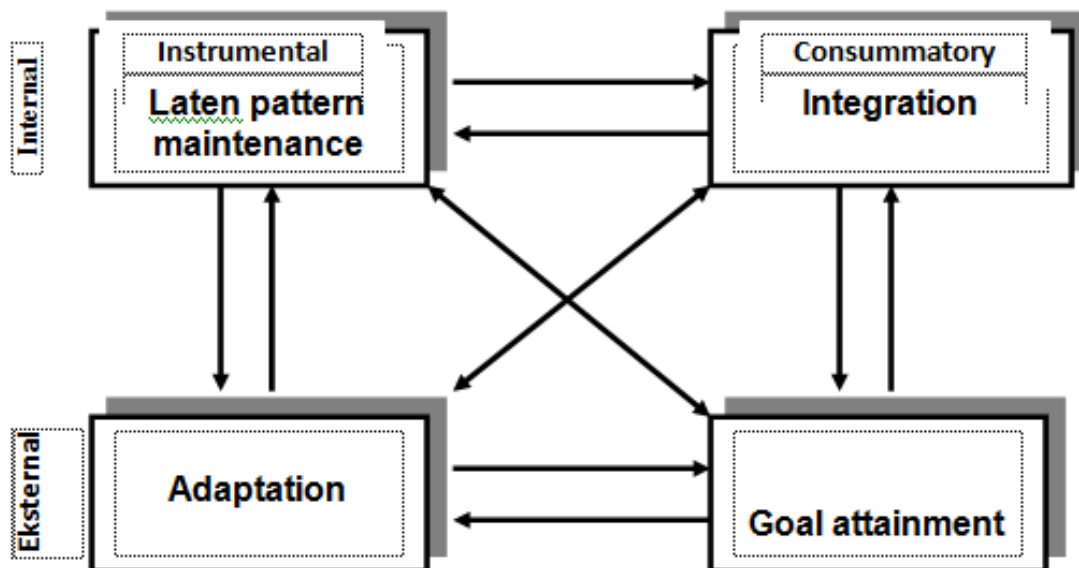 Instrumental
Consummatory
Internal
Laten pattern
maintenance
Integration
Eksternal
Adaptation
Goal attainment